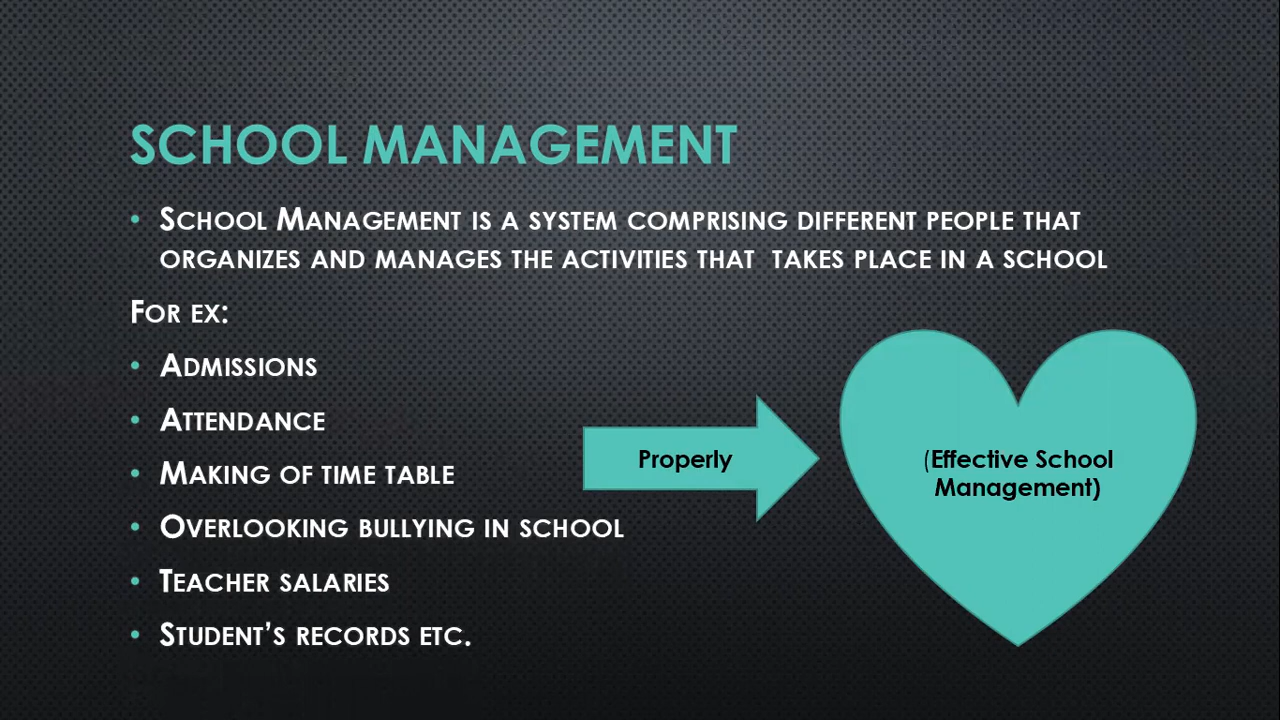 SCHOOL MANAGEMENT
• SCHOOL MANAGEMENT IS A SYSTEM COMPRISING DIFFERENT PEOPLE THAT
ORGANIZES AND MANAGES THE ACTIVITIES THAT TAKES PLACE IN A SCHOOL
FOR EX:
• ADMISSIONS
• ATTENDANCE
• MAKING OF TIME TABLE
• OVERLOOKING BULLYING IN SCHOOL
• TEACHER SALARIES
• STUDENT'S RECORDS ETC.
Properly
(Effective School
Management)